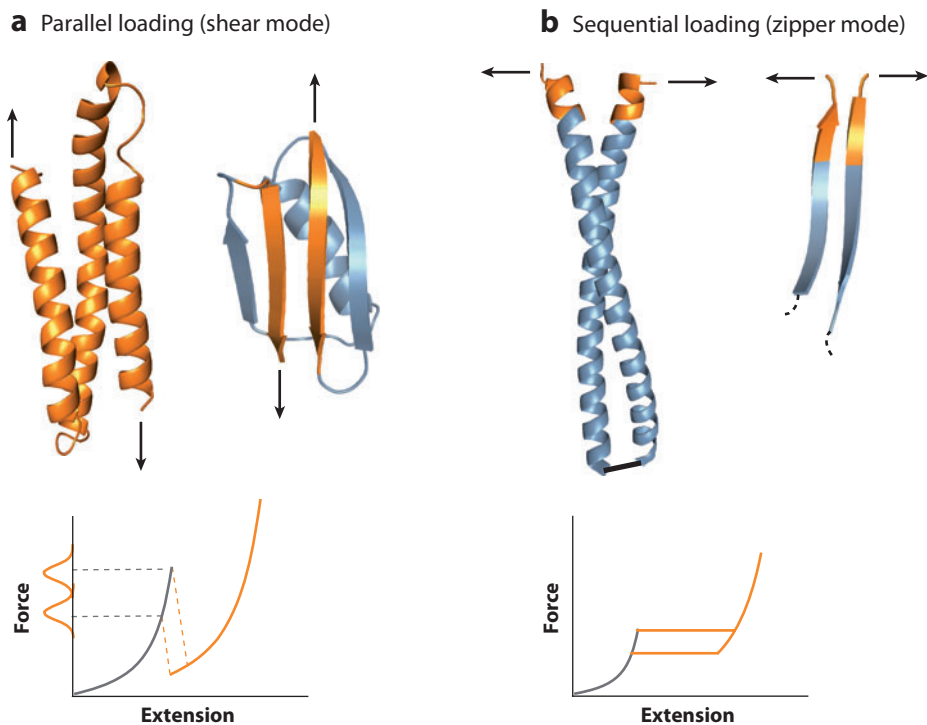 a Parallel loading (shear mode)
b Sequential loading (zipper mode)
Force
Extension
Force
Extension